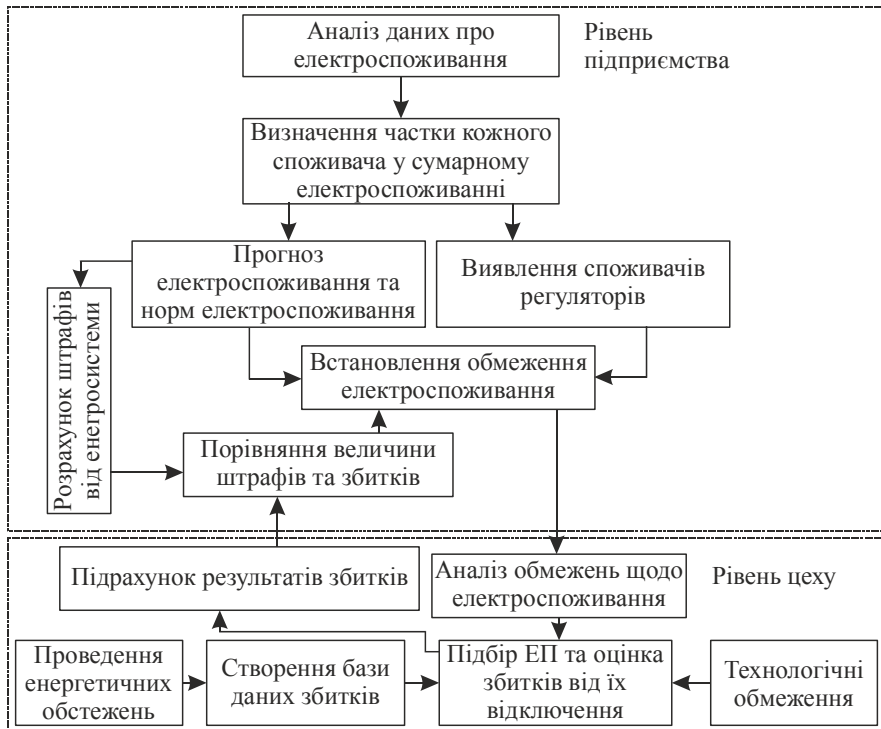 Аналіз даних про
електроспоживання
Рівень
підприємства
Визначення частки кожного
споживача у сумарному
електроспоживанні
Прогноз
електроспоживання та
норм електроспоживання
Виявлення споживачів
регуляторів
Розрахунок штрафів
від енегросистеми
Встановлення обмеження
електроспоживання
Порівняння величини
штрафів та збитків
Підрахунок результатів збитків
Аналіз обмежень щодо
електроспоживання
Рівень цеху
Проведення
енергетичних
обстежень
Створення бази
даних збитків
Підбір ЕП та оцінка
збитків від їх
відключення
Технологічні
обмеження